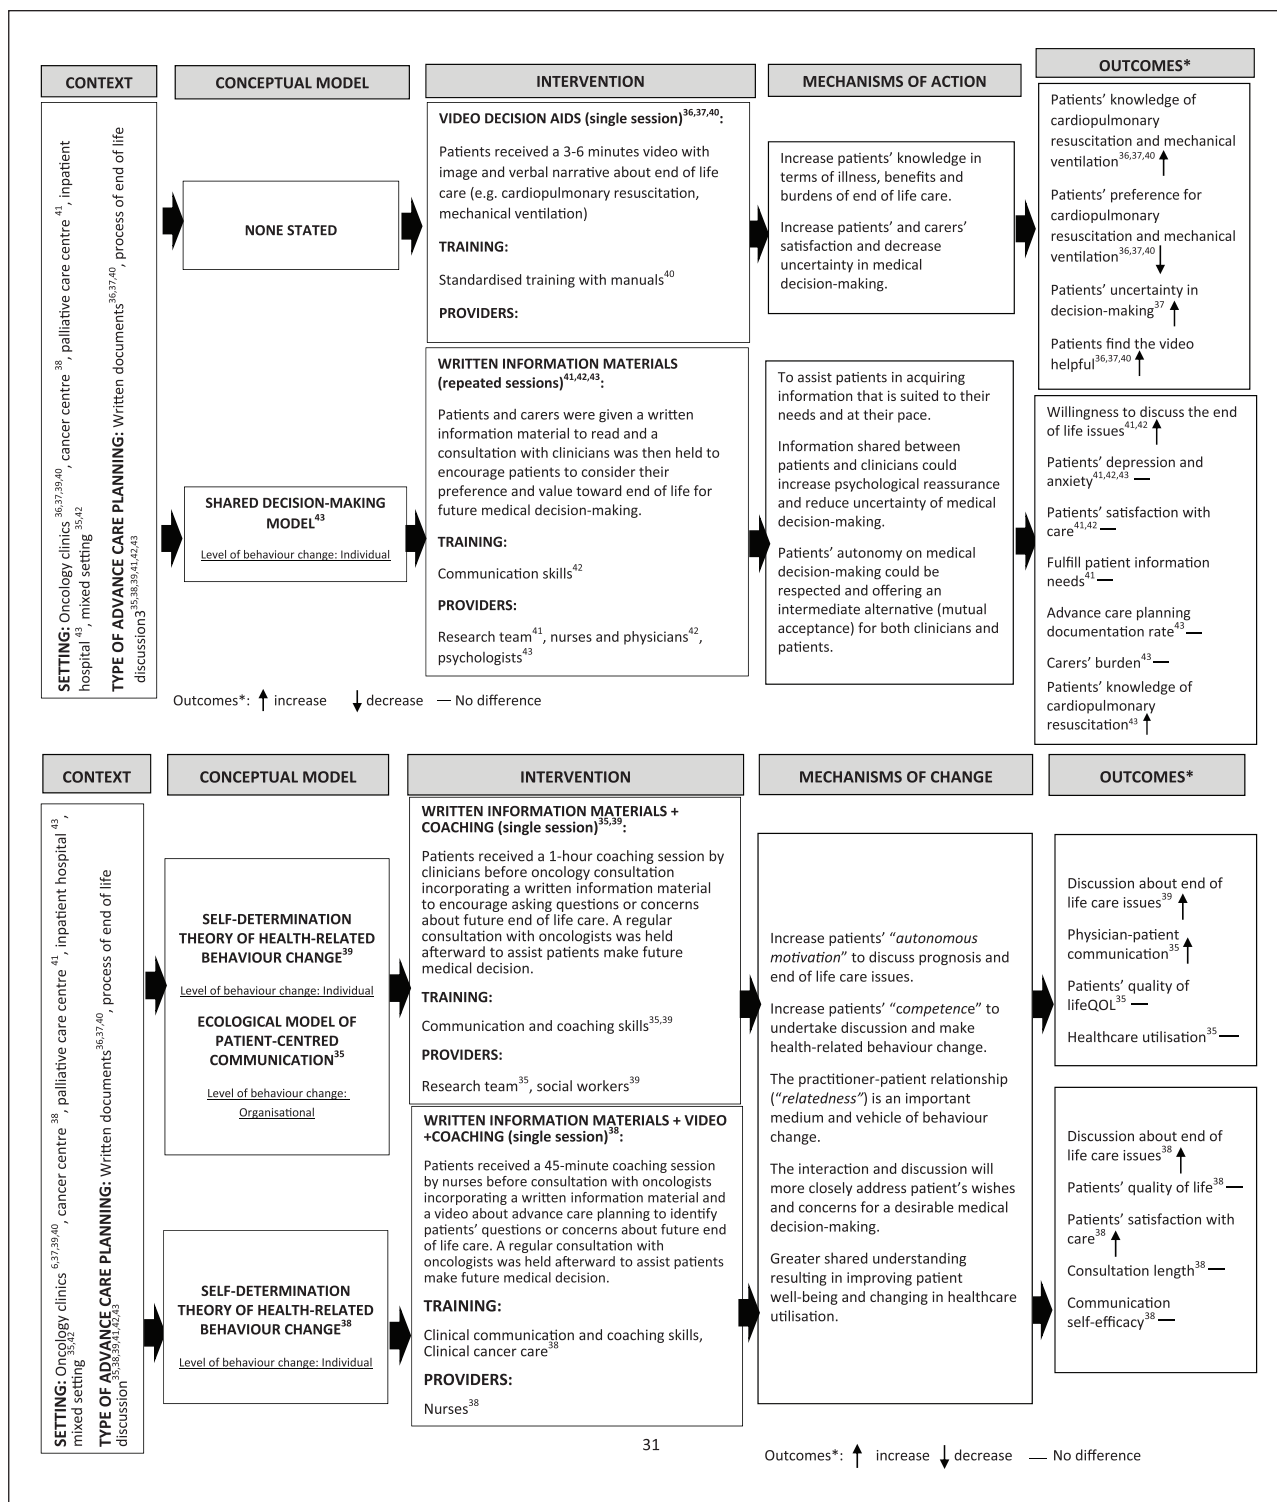 CONTEXT
CONCEPTUAL MODEL
INTERVENTION
MECHANISMS OF ACTION
OUTCOMES*
SETTING: Oncology clinics 36,37,39,40, cancer centre 38, palliative care centre 41, inpatient
hospital 43, mixed setting 35,42
TYPE OF ADVANCE CARE PLANNING: Written documents36,37,40, process of end of life
discussion35,38,39,41,42,43
NONE STATED
VIDEO DECISION AIDS (single session)36,37,40:
Patients received a 3-6 minutes video with
image and verbal narrative about end of life
care (e.g. cardiopulmonary resuscitation,
mechanical ventilation)
TRAINING:
Standardised training with manuals40
PROVIDERS:
Increase patients’ knowledge in
terms of illness, benefits and
burdens of end of life care.
Increase patients’ and carers’
satisfaction and decrease
uncertainty in medical
decision-making.
Patients’ knowledge of
cardiopulmonary
resuscitation and mechanical
ventilation36,37,40 ↑
Patients’ preference for
cardiopulmonary
resuscitation and mechanical
ventilation36,37,40 ↓
Patients’ uncertainty in
decision-making37 ↑
Patients find the video
helpful36,37,40 ↑
SHARED DECISION-MAKING
MODEL43
Level of behaviour change: Individual
WRITTEN INFORMATION MATERIALS
(repeated sessions)41,42,43:
Patients and carers were given a written
information material to read and a
consultation with clinicians was then held to
encourage patients to consider their
preference and value toward end of life for
future medical decision-making.
TRAINING:
Communication skills42
PROVIDERS:
Research team41, nurses and physicians42,
psychologists43
To assist patients in acquiring
information that is suited to their
needs and at their pace.
Information shared between
patients and clinicians could
increase psychological reassurance
and reduce uncertainty of medical
decision-making.
Patients’ autonomy on medical
decision-making could be
respected and offering an
intermediate alternative (mutual
acceptance) for both clinicians and
patients.
Willingness to discuss the end
of life issues41,42 ↑
Patients’ depression and
anxiety41,42,43 —
Patients’ satisfaction with
care41,42 —
Fulfill patient information
needs41 —
Advance care planning
documentation rate43 —
Carers’ burden43 —
Patients’ knowledge of
cardiopulmonary
resuscitation43 ↑
Outcomes*: ↑ increase ↓ decrease — No difference
CONTEXT
CONCEPTUAL MODEL
INTERVENTION
MECHANISMS OF CHANGE
OUTCOMES*
SETTING: Oncology clinics 6,37,39,40, cancer centre 38, palliative care centre 41, inpatient hospital 43,
mixed setting 35,42
TYPE OF ADVANCE CARE PLANNING: Written documents36,37,40, process of end of life
discussion35,38,39,41,42,43
SELF-DETERMINATION
THEORY OF HEALTH-RELATED
BEHAVIOUR CHANGE39
Level of behaviour change: Individual
ECOLOGICAL MODEL OF
PATIENT-CENTRED
COMMUNICATION35
Level of behaviour change:
Organisational
WRITTEN INFORMATION MATERIALS +
COACHING (single session)35,39:
Patients received a 1-hour coaching session by
clinicians before oncology consultation
incorporating a written information material
to encourage asking questions or concerns
about future end of life care. A regular
consultation with oncologists was held
afterward to assist patients make future
medical decision.
TRAINING:
Communication and coaching skills35,39
PROVIDERS:
Research team35, social workers39
Increase patients’ “autonomous
motivation” to discuss prognosis and
end of life care issues.
Increase patients’ “competence” to
undertake discussion and make
health-related behaviour change.
The practitioner-patient relationship
(“relatedness”) is an important
medium and vehicle of behaviour
change.
The interaction and discussion will
more closely address patient’s wishes
and concerns for a desirable medical
decision-making.
Greater shared understanding
resulting in improving patient
well-being and changing in healthcare
utilisation.
Discussion about end of
life care issues39 ↑
Physician-patient
communication35 ↑
Patients’ quality of
lifeQOL35 —
Healthcare utilisation35 —
SELF-DETERMINATION
THEORY OF HEALTH-RELATED
BEHAVIOUR CHANGE38
Level of behaviour change: Individual
WRITTEN INFORMATION MATERIALS + VIDEO
+COACHING (single session)38:
Patients received a 45-minute coaching session
by nurses before consultation with oncologists
incorporating a written information material and
a video about advance care planning to identify
patients’ questions or concerns about future end
of life care. A regular consultation with
oncologists was held afterward to assist patients
make future medical decision.
TRAINING:
Clinical communication and coaching skills,
Clinical cancer care38
PROVIDERS:
Nurses38
Discussion about end of
life care issues38 ↑
Patients’ quality of life38 —
Patients’ satisfaction with
care38 ↑
Consultation length38 —
Communication
self-efficacy38 —
31
Outcomes*: ↑ increase ↓ decrease — No difference